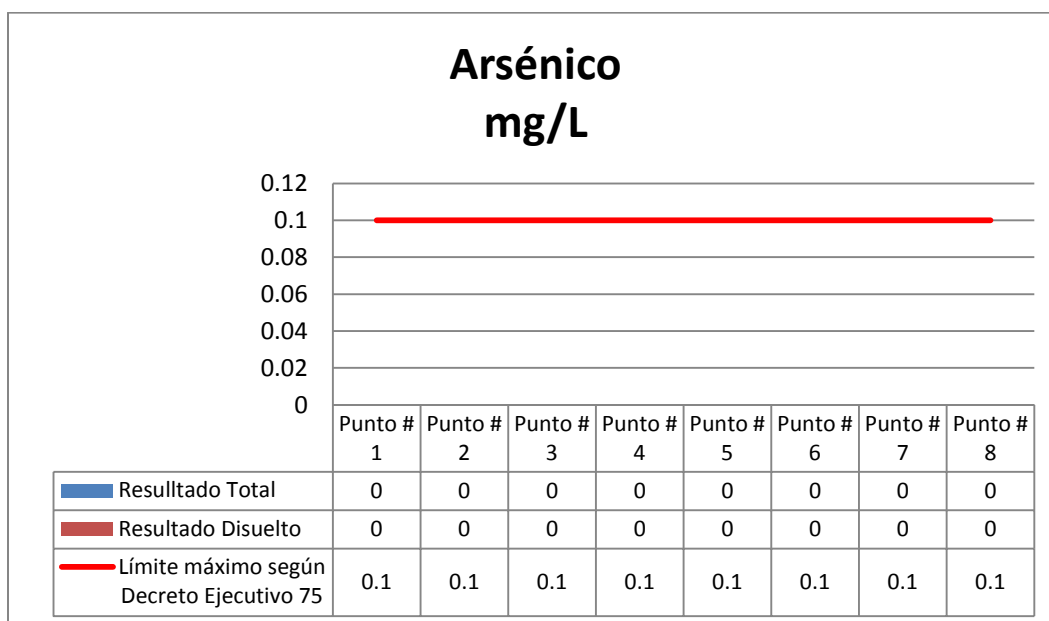 Arsénico
mg/L
0.12
0.1
0.08
0.06
0.04
0.02
0
Punto # 1 Punto # 2 Punto # 3 Punto # 4 Punto # 5 Punto # 6 Punto # 7 Punto # 8
Resulltado Total 0 0 0 0 0 0 0 0
Resultado Disuelto 0 0 0 0 0 0 0 0
Límite máximo según
Decreto Ejecutivo 75 0.1 0.1 0.1 0.1 0.1 0.1 0.1 0.1